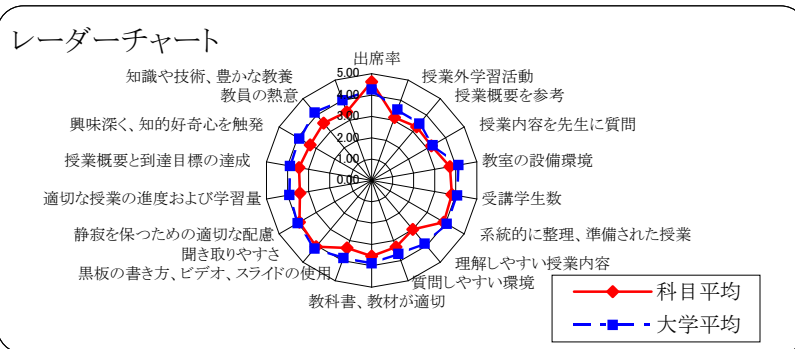 レーダーチャート
出席率
授業外学習活動
授業概要を参考
授業内容を先生に質問
教室の設備環境
受講学生数
系統的に整理、準備された授業
理解しやすい授業内容
質問しやすい環境
教科書、教材が適切
黒板の書き方、ビデオ、スライドの使用
聞き取りやすさ
静寂を保つための適切な配慮
適切な授業の進度および学習量
授業概要と到達目標の達成
興味深く、知的好奇心を触発
教員の熱意
知識や技術、豊かな教養
5.00
4.00
3.00
2.00
1.00
0.00
科目平均
大学平均